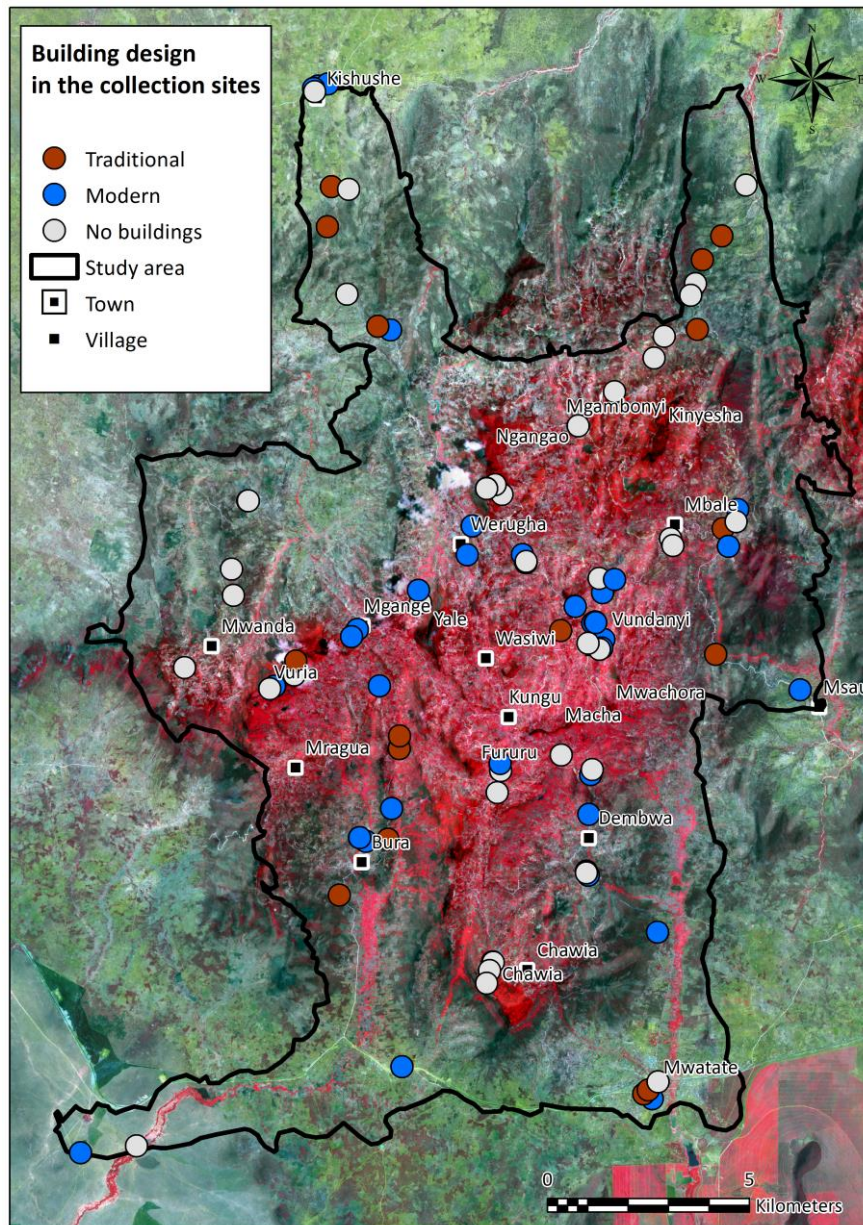 Building design
in the collection sites
Traditional
Modern
No buildings
Study area
Town
Village
N
W
E
S
Kishushe
Mgambonyi
Kinyesha
Ngangao
Mbale
Werugha
Mgange
Yale
Vundanyi
Mwanda
Wasiwi
Vuria
Mwachora
Msau
Kungu
Macha
Mragua
Fururu
Dembwa
Bura
Chawia
Chawia
Mwatate
0 5
Kilometers